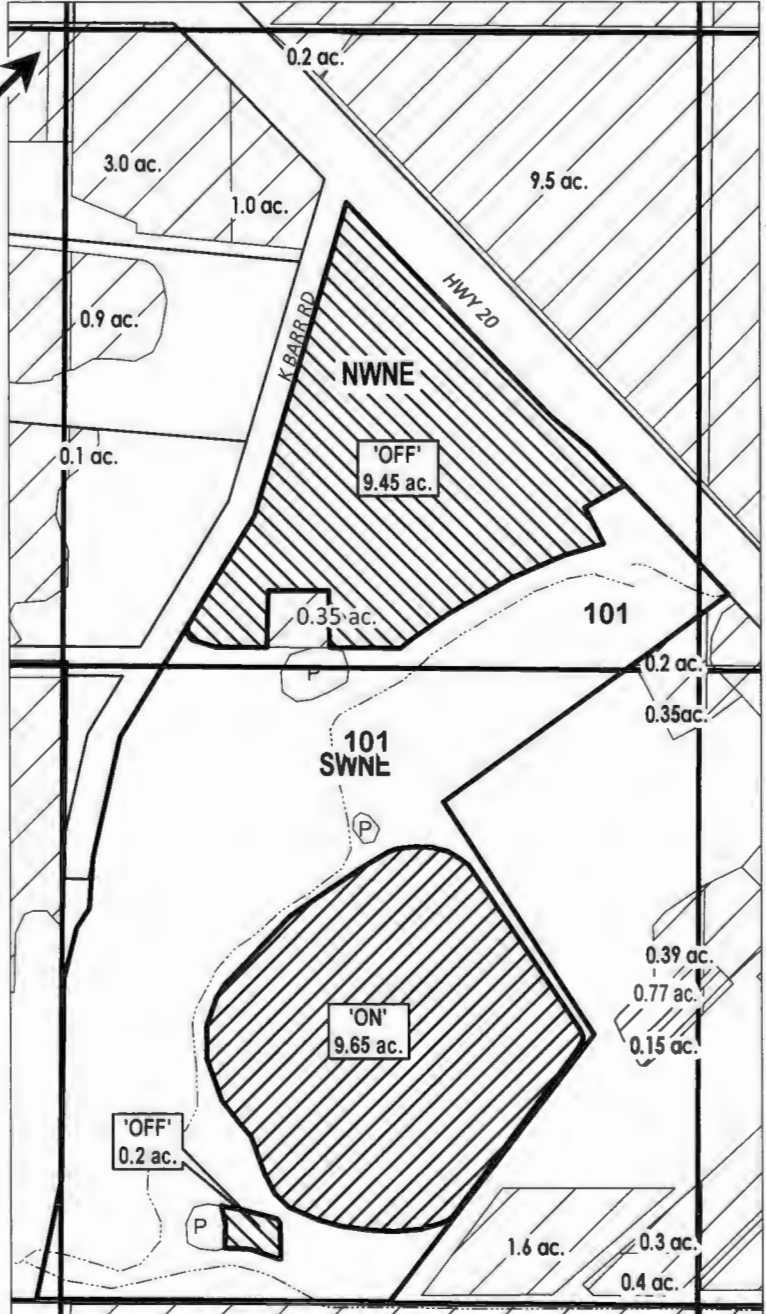 0.2 ac.
3.0 ac.
9.5 ac.
1.0 ac.
HWY 20
0.9 ac.
K BARR RD
NWNE
'OFF'
9.45 ac.
0.1 ac.
0.35 ac.
101
P
0.2 ac.
0.35ac.
101
SWNE
P
0.39 ac.
0.77 ac.
'ON'
9.65 ac.
0.15 ac.
'OFF'
0.2 ac.
P
1.6 ac.
0.3 ac.
0.4 ac.